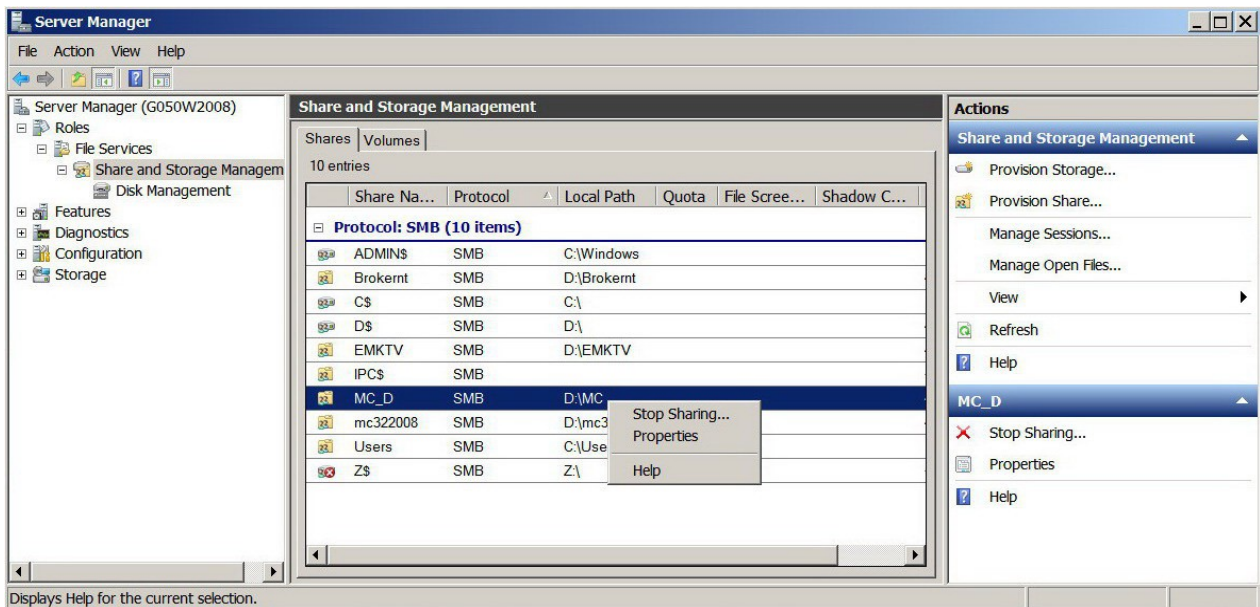 Server Manager
File Action View Help
Server Manager (G050W2008)
Roles
File Services
Share and Storage Managem
Disk Management
Features
Diagnostics
Configuration
Storage
Share and Storage Management
Shares Volumes
10 entries
Share Na... Protocol Local Path Quota File Scree... Shadow C...
Protocol: SMB (10 items)
ADMIN$ SMB C:\Windows
Brokernt SMB D:\Brokernt
C$ SMB C:\
D$ SMB D:\
EMKTV SMB D:\EMKTV
IPC$ SMB
MC_D SMB D:\MC
mc322008 SMB D:\mc3
Users SMB C:\Use
Z$ SMB Z:\
Stop Sharing...
Properties
Help
Actions
Share and Storage Management
Provision Storage...
Provision Share...
Manage Sessions...
Manage Open Files...
View
Refresh
Help
MC_D
Stop Sharing...
Properties
Help
Displays Help for the current selection.